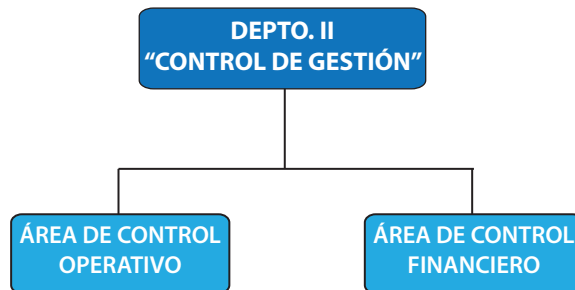 DEPTO. II
“CONTROL DE GESTIÓN”
ÁREA DE CONTROL
OPERATIVO
ÁREA DE CONTROL
FINANCIERO